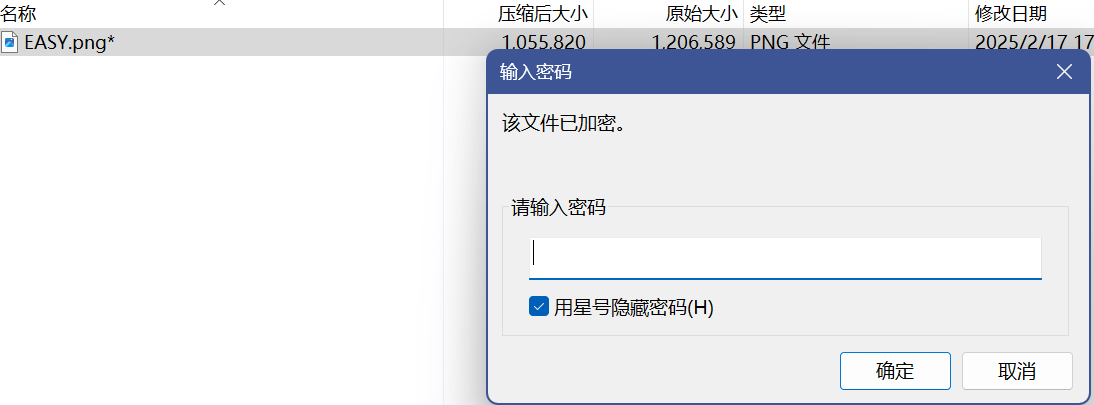 名称 压缩后大小 原始大小 类型 修改日期
EASY.png* 1,055,820 1,206,589 PNG 文件 2025/2/17 17
输入密码
该文件已加密。
请输入密码
用星号隐藏密码(H)
确定 取消